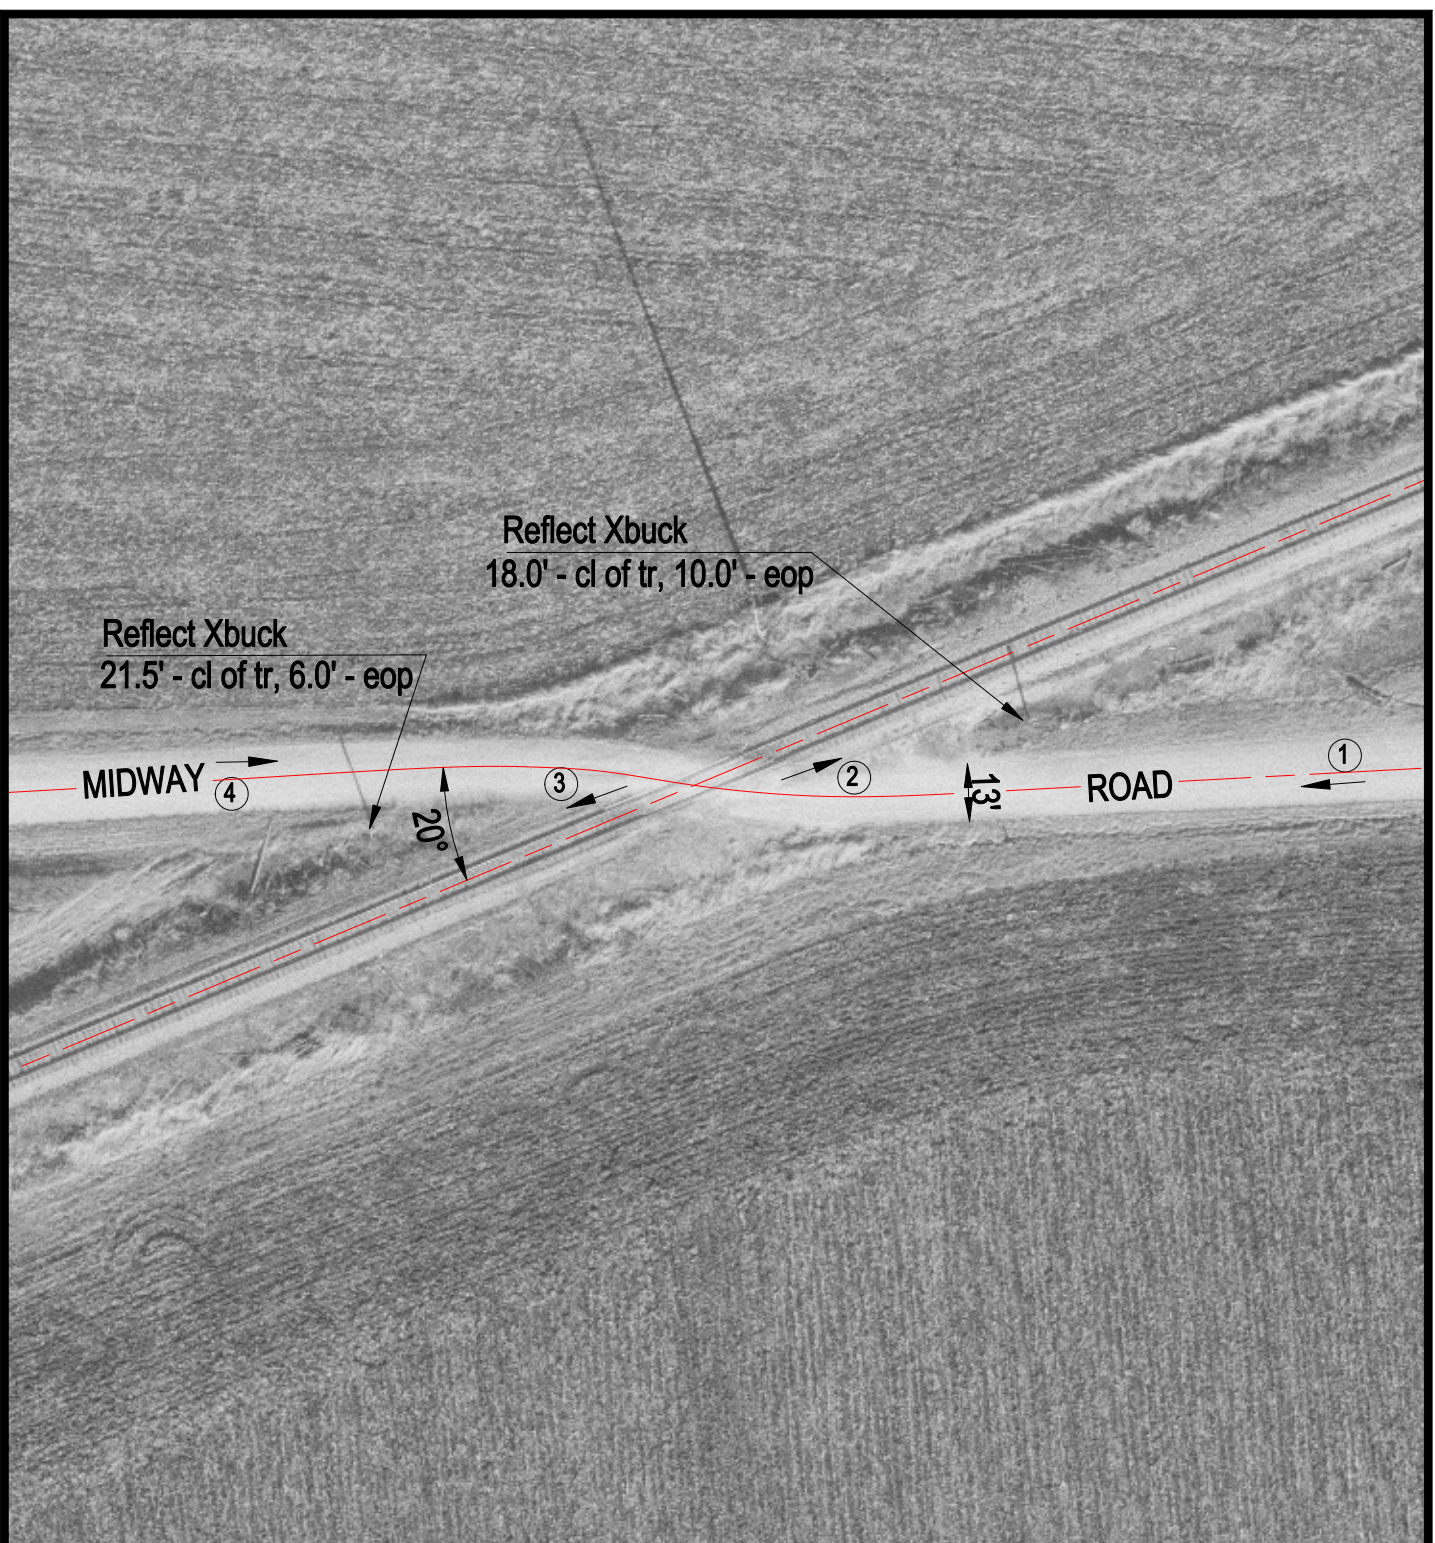 Reflect Xbuck
18.0' - cl of tr, 10.0' - eop
Reflect Xbuck
21.5' - cl of tr, 6.0' - eop
MIDWAY
4
3
2
13'
ROAD
1
20°